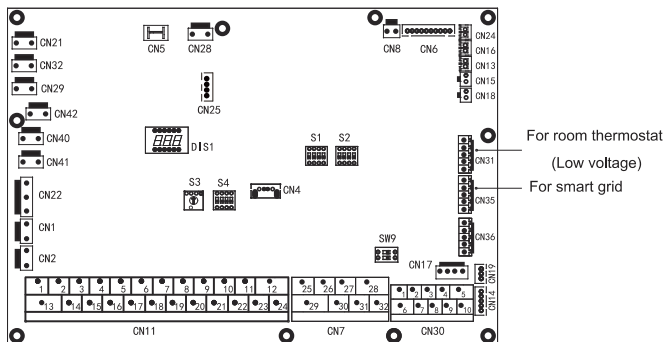 CN21
CN5
CN28
CN8
CN6
CN24
CN16
CN13
CN15
CN18
CN32
CN29
CN25
CN42
CN40
CN41
DIS1
S1
S2
For room thermostat
(Low voltage)
CN31
For smart grid
CN22
S3
S4
CN4
CN35
CN1
CN2
SW9
CN36
CN17
CN19
CN14
1 2 3 4 5 6 7 8 9 10 11 12
13 14 15 16 17 18 19 20 21 22 23 24
CN11
25 26 27 28
29 30 31 32
CN7
1 2 3 4 5
6 7 8 9 10
CN30